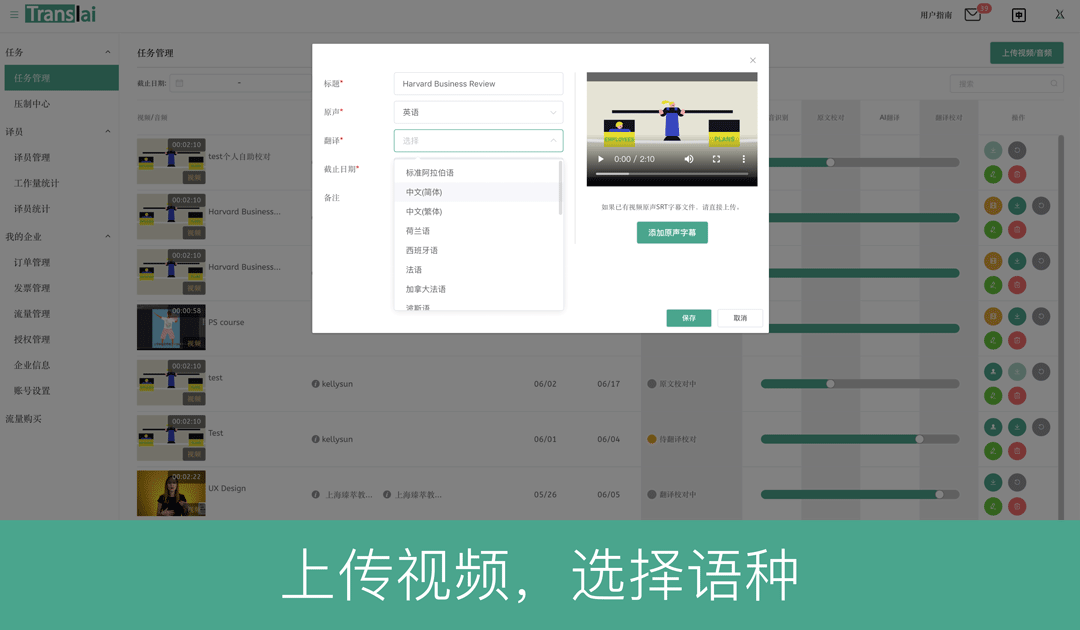 Translai
用户指南
39
中
任务
任务管理
压制中心
译员
译员管理
工作量统计
译员统计
我的企业
订单管理
发票管理
流量管理
授权管理
企业信息
账号设置
流量购买
任务管理
上传视频/音频
截止日期:
-
搜索
视频/音频
音识别
原文校对
AI翻译
翻译校对
操作
00:02:10
视频
test个人自助校对
00:02:10
视频
Harvard Business...
00:02:10
视频
Harvard Business...
00:00:58
视频
PS course
00:02:10
视频
test
kellysun
06/02
06/17
原文校对中
00:02:10
视频
Test
kellysun
06/01
06/04
待翻译校对
00:02:22
视频
UX Design
上海臻萃教...
上海臻萃教...
05/26
06/05
翻译校对中
标题*
Harvard Business Review
原声*
英语
翻译*
选择
截止日期*
备注
标准阿拉伯语
中文(简体)
中文(繁体)
荷兰语
西班牙语
法语
加拿大法语
波斯语
EMPLOYEES
PLANS
0:00 / 2:10
如果已有视频原声SRT字幕文件，请直接上传。
添加原声字幕
保存
取消
上传视频，选择语种